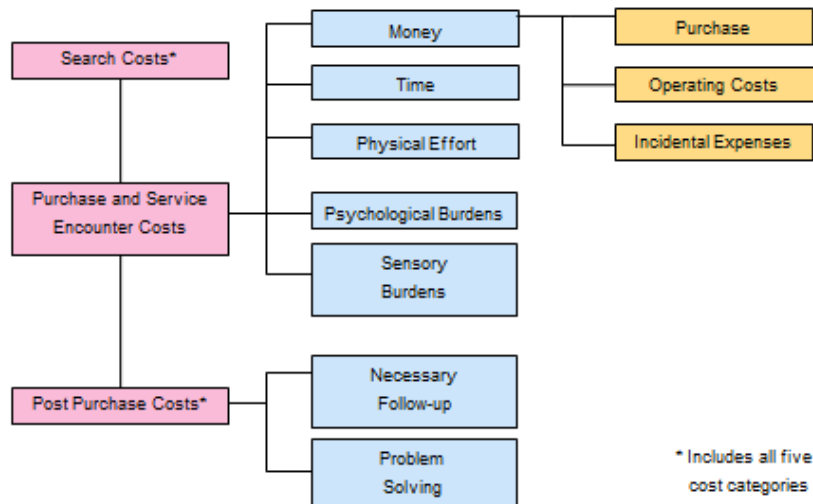 Money
Purchase
Search Costs*
Time
Operating Costs
Physical Effort
Incidental Expenses
Purchase and Service
Encounter Costs
Psychological Burdens
Sensory
Burdens
Necessary
Follow-up
Post Purchase Costs*
Problem
Solving
* Includes all five
cost categories